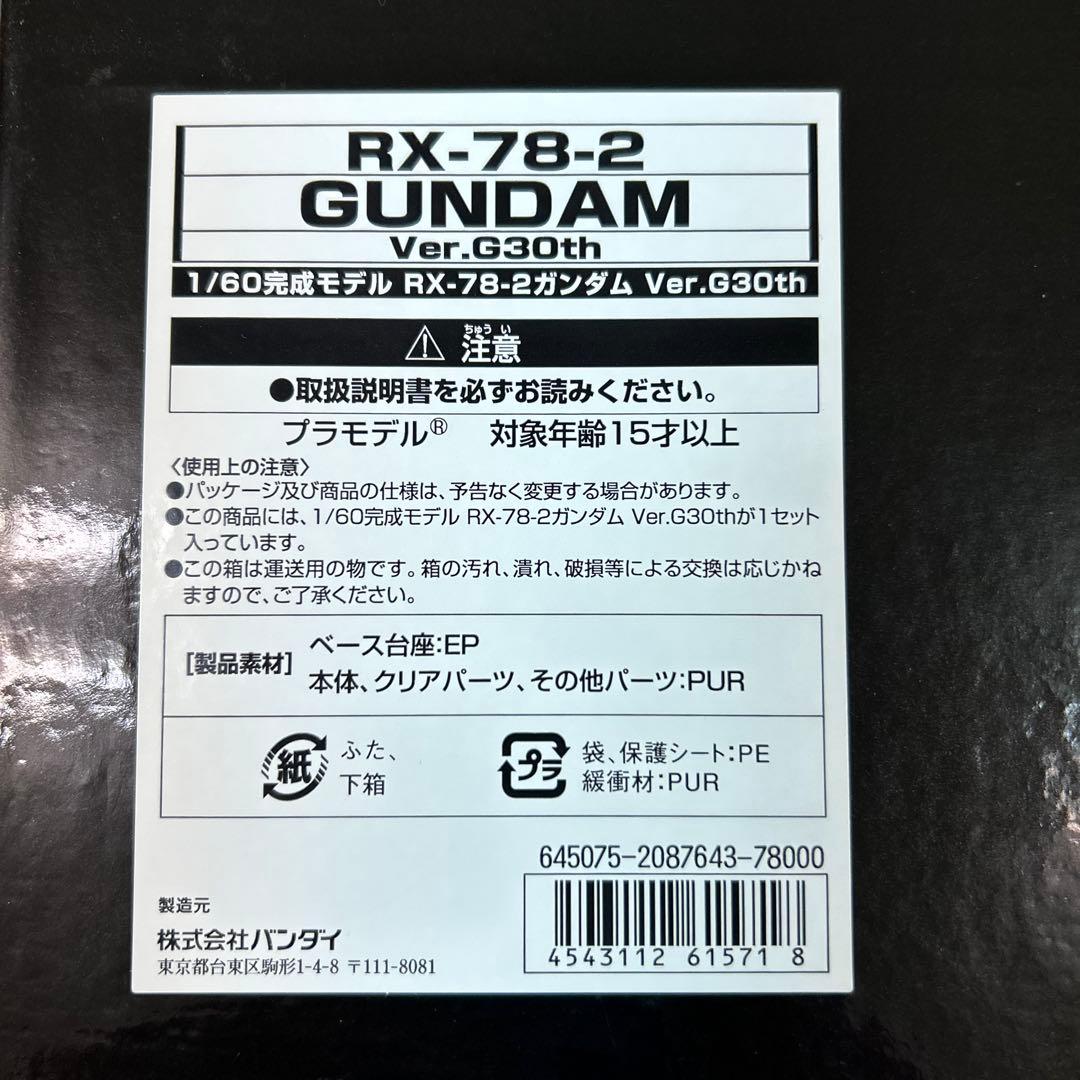 RX-78-2
GUNDAM
Ver.G30th
1/60完成モデル RX-78-2ガンダム Ver.G30th
ちゅう い
⚠ 注意
●取扱説明書を必ずお読みください。
プラモデル® 対象年齢15才以上
〈使用上の注意〉
●パッケージ及び商品の仕様は、予告なく変更する場合があります。
●この商品には、1/60完成モデル RX-78-2ガンダム Ver.G30thが1セット
入っています。
●この箱は運送用の物です。箱の汚れ、潰れ、破損等による交換は応じかね
ますので、ご了承ください。
[製品素材]
ベース台座:EP
本体、クリアパーツ、その他パーツ:PUR
紙
ふた、
下箱
プラ
袋、保護シート:PE
緩衝材:PUR
645075-2087643-78000
4543112 61571 8
製造元
株式会社バンダイ
東京都台東区駒形1-4-8 〒111-8081